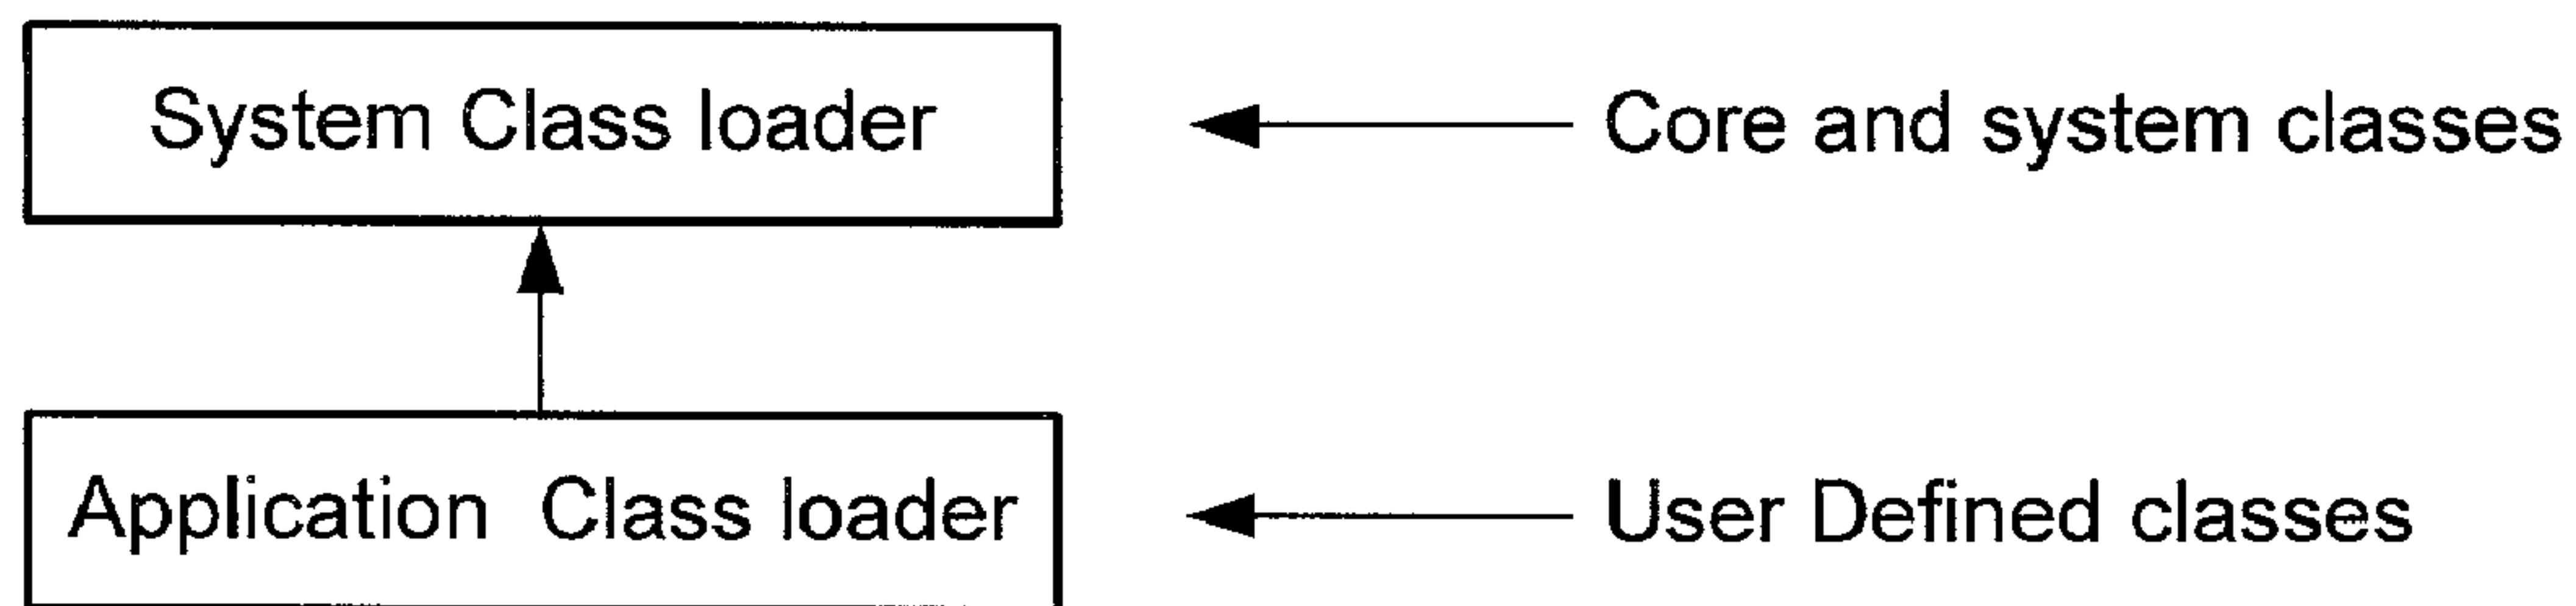 System Class loader
Core and system classes
Application Class loader
User Defined classes